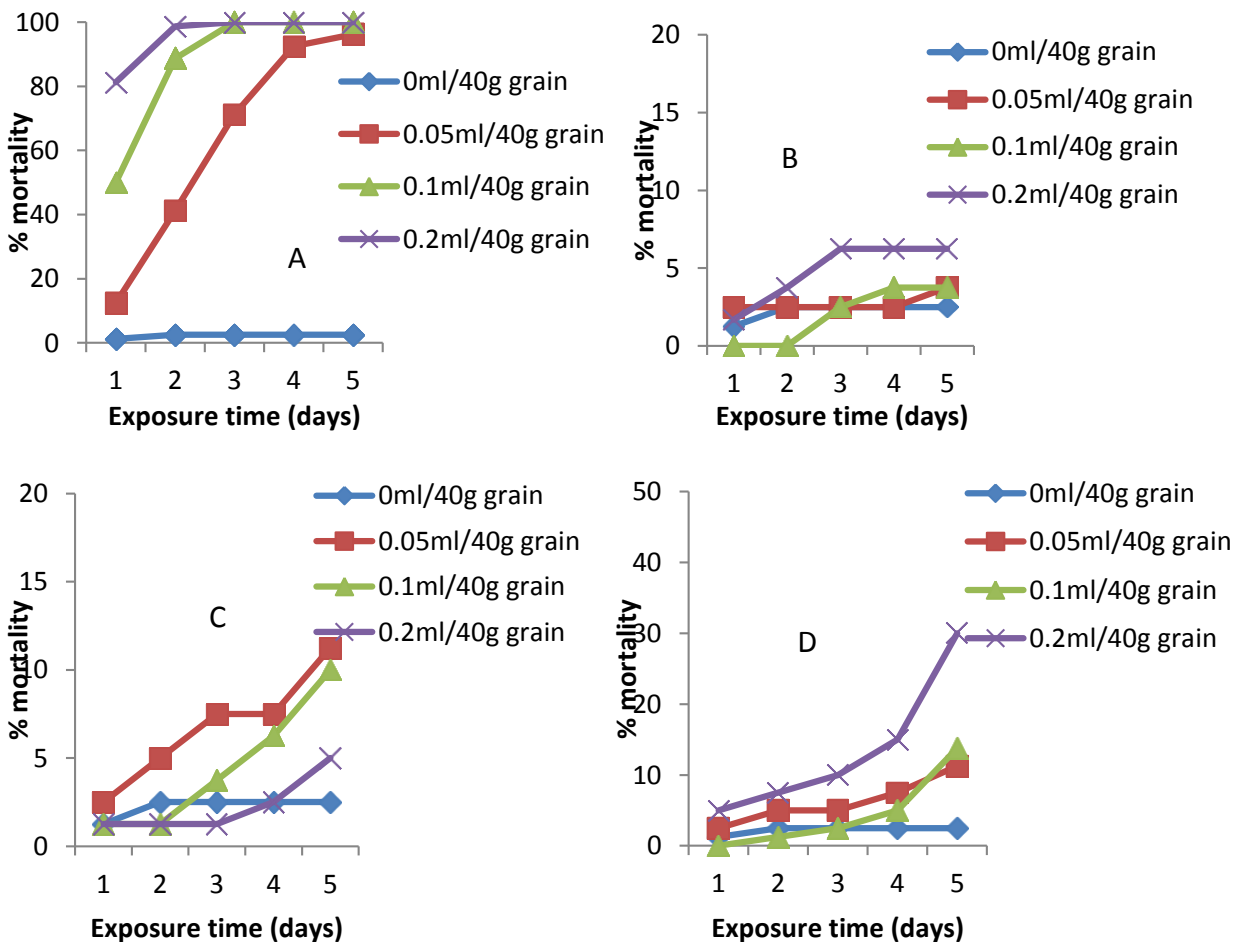 100
80
60
40
20
0
% mortality
1 2 3 4 5
Exposure time (days)
A
0ml/40g grain
0.05ml/40g grain
0.1ml/40g grain
0.2ml/40g grain
20
15
10
5
0
% mortality
1 2 3 4 5
Exposure time (days)
B
0ml/40g grain
0.05ml/40g grain
0.1ml/40g grain
0.2ml/40g grain
20
15
10
5
0
% mortality
1 2 3 4 5
Exposure time (days)
C
0ml/40g grain
0.05ml/40g grain
0.1ml/40g grain
0.2ml/40g grain
50
40
30
20
10
0
% mortality
1 2 3 4 5
Exposure time (days)
D
0ml/40g grain
0.05ml/40g grain
0.1ml/40g grain
0.2ml/40g grain